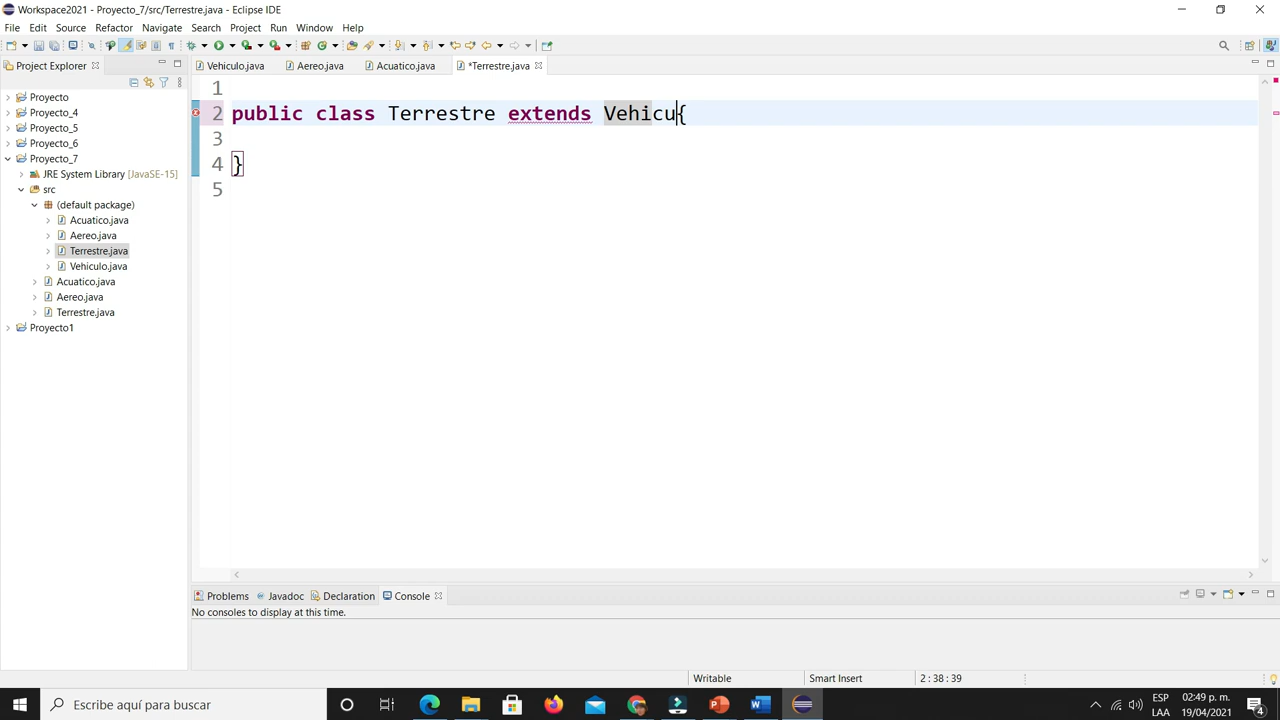 Workspace2021 - Proyecto_7/src/Terrestre.java - Eclipse IDE
File Edit Source Refactor Navigate Search Project Run Window Help
Project Explorer
Vehiculo.java Aereo.java Acuatico.java *Terrestre.java
Proyecto
Proyecto_4
Proyecto_5
Proyecto_6
Proyecto_7
JRE System Library [JavaSE-15]
src
(default package)
Acuatico.java
Aereo.java
Terrestre.java
Vehiculo.java
Acuatico.java
Aereo.java
Terrestre.java
Proyecto1
1
2 public class Terrestre extends Vehicu{
3
4 }
5
Problems Javadoc Declaration Console
No consoles to display at this time.
Writable Smart Insert 2 : 38 : 39
Escribe aquí para buscar
ESP 02:49 p. m.
LAA 19/04/2021
4